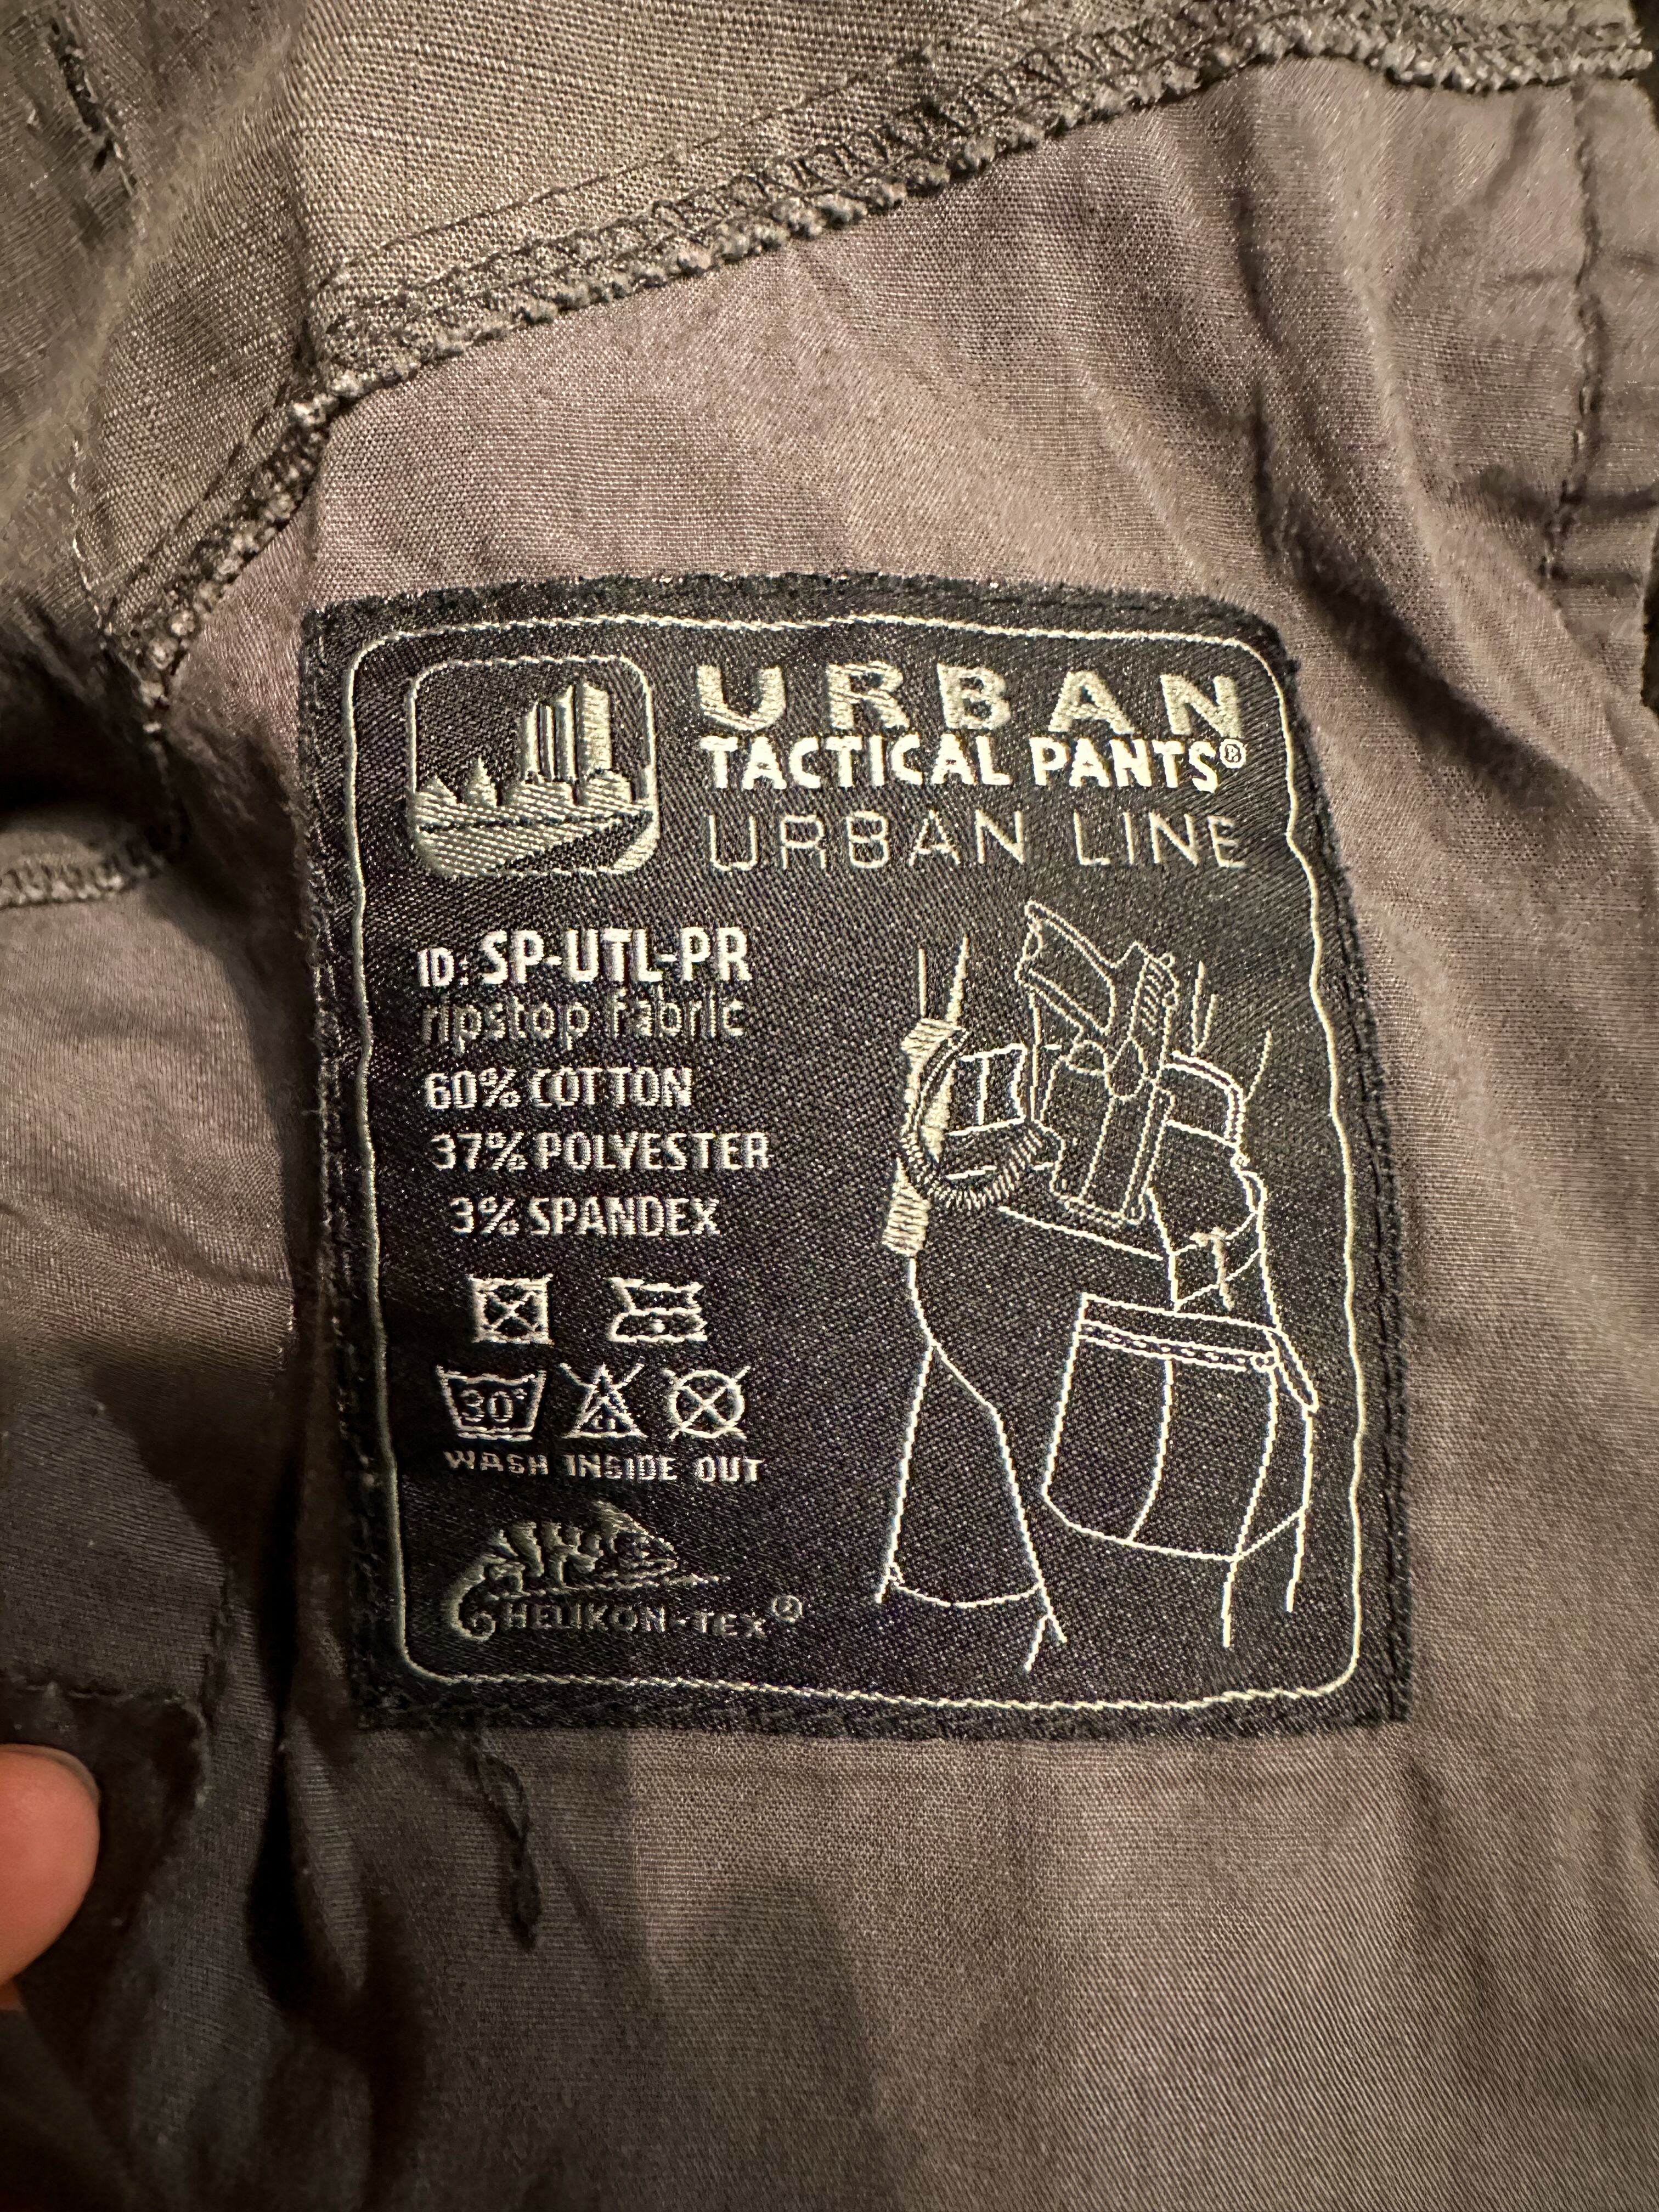 URBAN
TACTICAL PANTS®
URBAN LINE
ID: SP-UTL-PR
ripstop fabric
60% COTTON
37% POLYESTER
3% SPANDEX
30°
WASH INSIDE OUT
HELIKON-TEX®